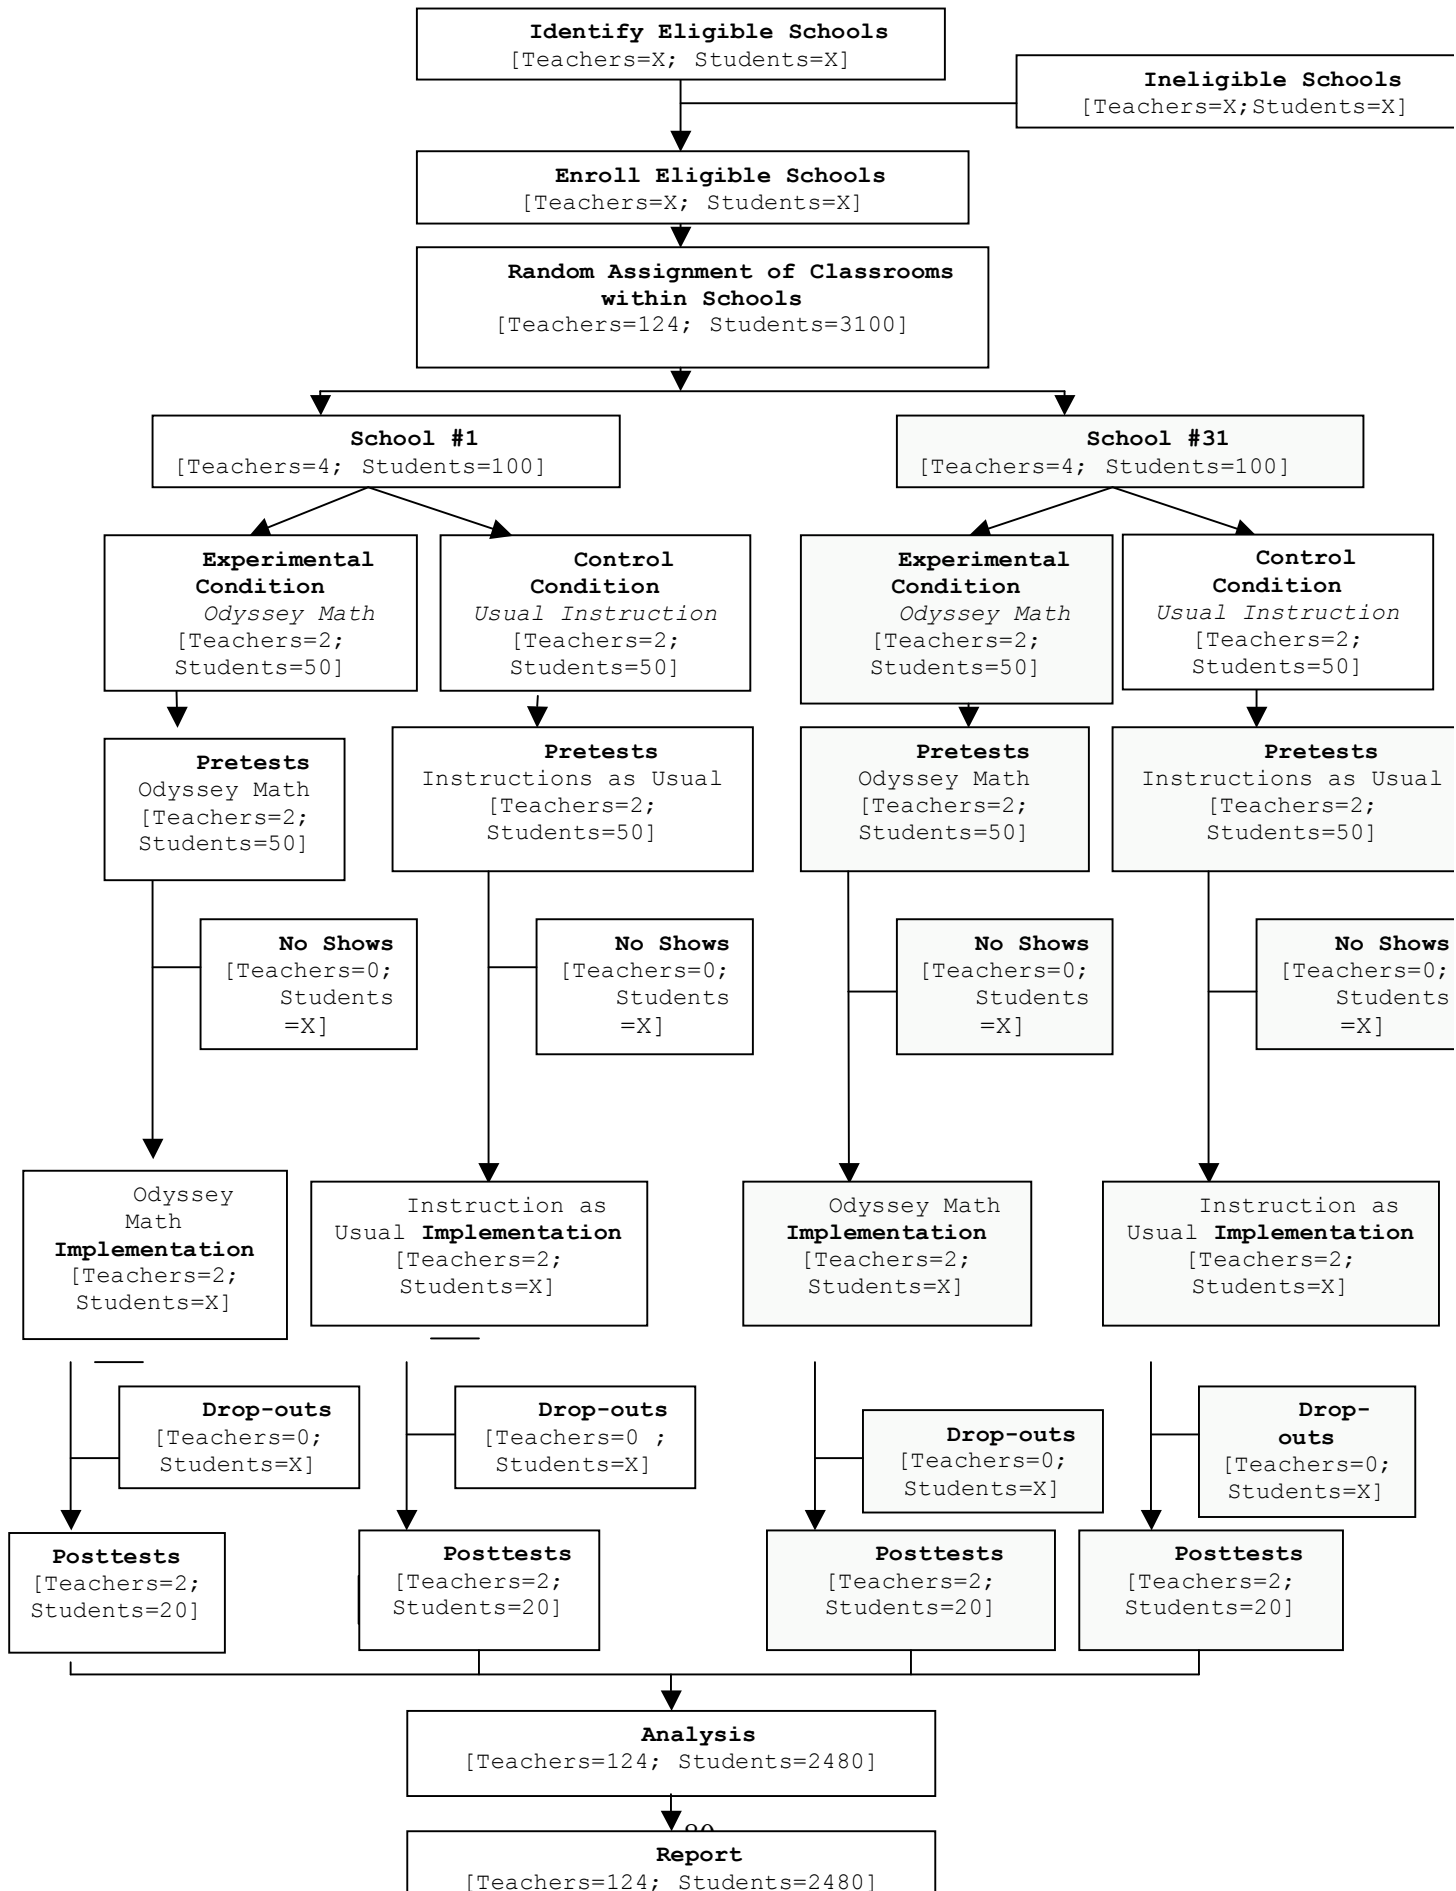 Identify Eligible Schools
[Teachers=X; Students=X]
Ineligible Schools
[Teachers=X;Students=X]
Enroll Eligible Schools
[Teachers=X; Students=X]
Random Assignment of Classrooms
within Schools
[Teachers=124; Students=3100]
School #1
[Teachers=4; Students=100]
School #31
[Teachers=4; Students=100]
Experimental
Condition
Odyssey Math
[Teachers=2;
Students=50]
Control
Condition
Usual Instruction
[Teachers=2;
Students=50]
Experimental
Condition
Odyssey Math
[Teachers=2;
Students=50]
Control
Condition
Usual Instruction
[Teachers=2;
Students=50]
Pretests
Odyssey Math
[Teachers=2;
Students=50]
Pretests
Instructions as Usual
[Teachers=2;
Students=50]
Pretests
Odyssey Math
[Teachers=2;
Students=50]
Pretests
Instructions as Usual
[Teachers=2;
Students=50]
No Shows
[Teachers=0;
Students
=X]
No Shows
[Teachers=0;
Students
=X]
No Shows
[Teachers=0;
Students
=X]
No Shows
[Teachers=0;
Students
=X]
Odyssey
Math
Implementation
[Teachers=2;
Students=X]
Instruction as
Usual Implementation
[Teachers=2;
Students=X]
Odyssey Math
Implementation
[Teachers=2;
Students=X]
Instruction as
Usual Implementation
[Teachers=2;
Students=X]
Drop-outs
[Teachers=0;
Students=X]
Drop-outs
[Teachers=0 ;
Students=X]
Drop-outs
[Teachers=0;
Students=X]
Drop-
outs
[Teachers=0;
Students=X]
Posttests
[Teachers=2;
Students=20]
Posttests
[Teachers=2;
Students=20]
Posttests
[Teachers=2;
Students=20]
Posttests
[Teachers=2;
Students=20]
Analysis
[Teachers=124; Students=2480]
Report
[Teachers=124; Students=2480]